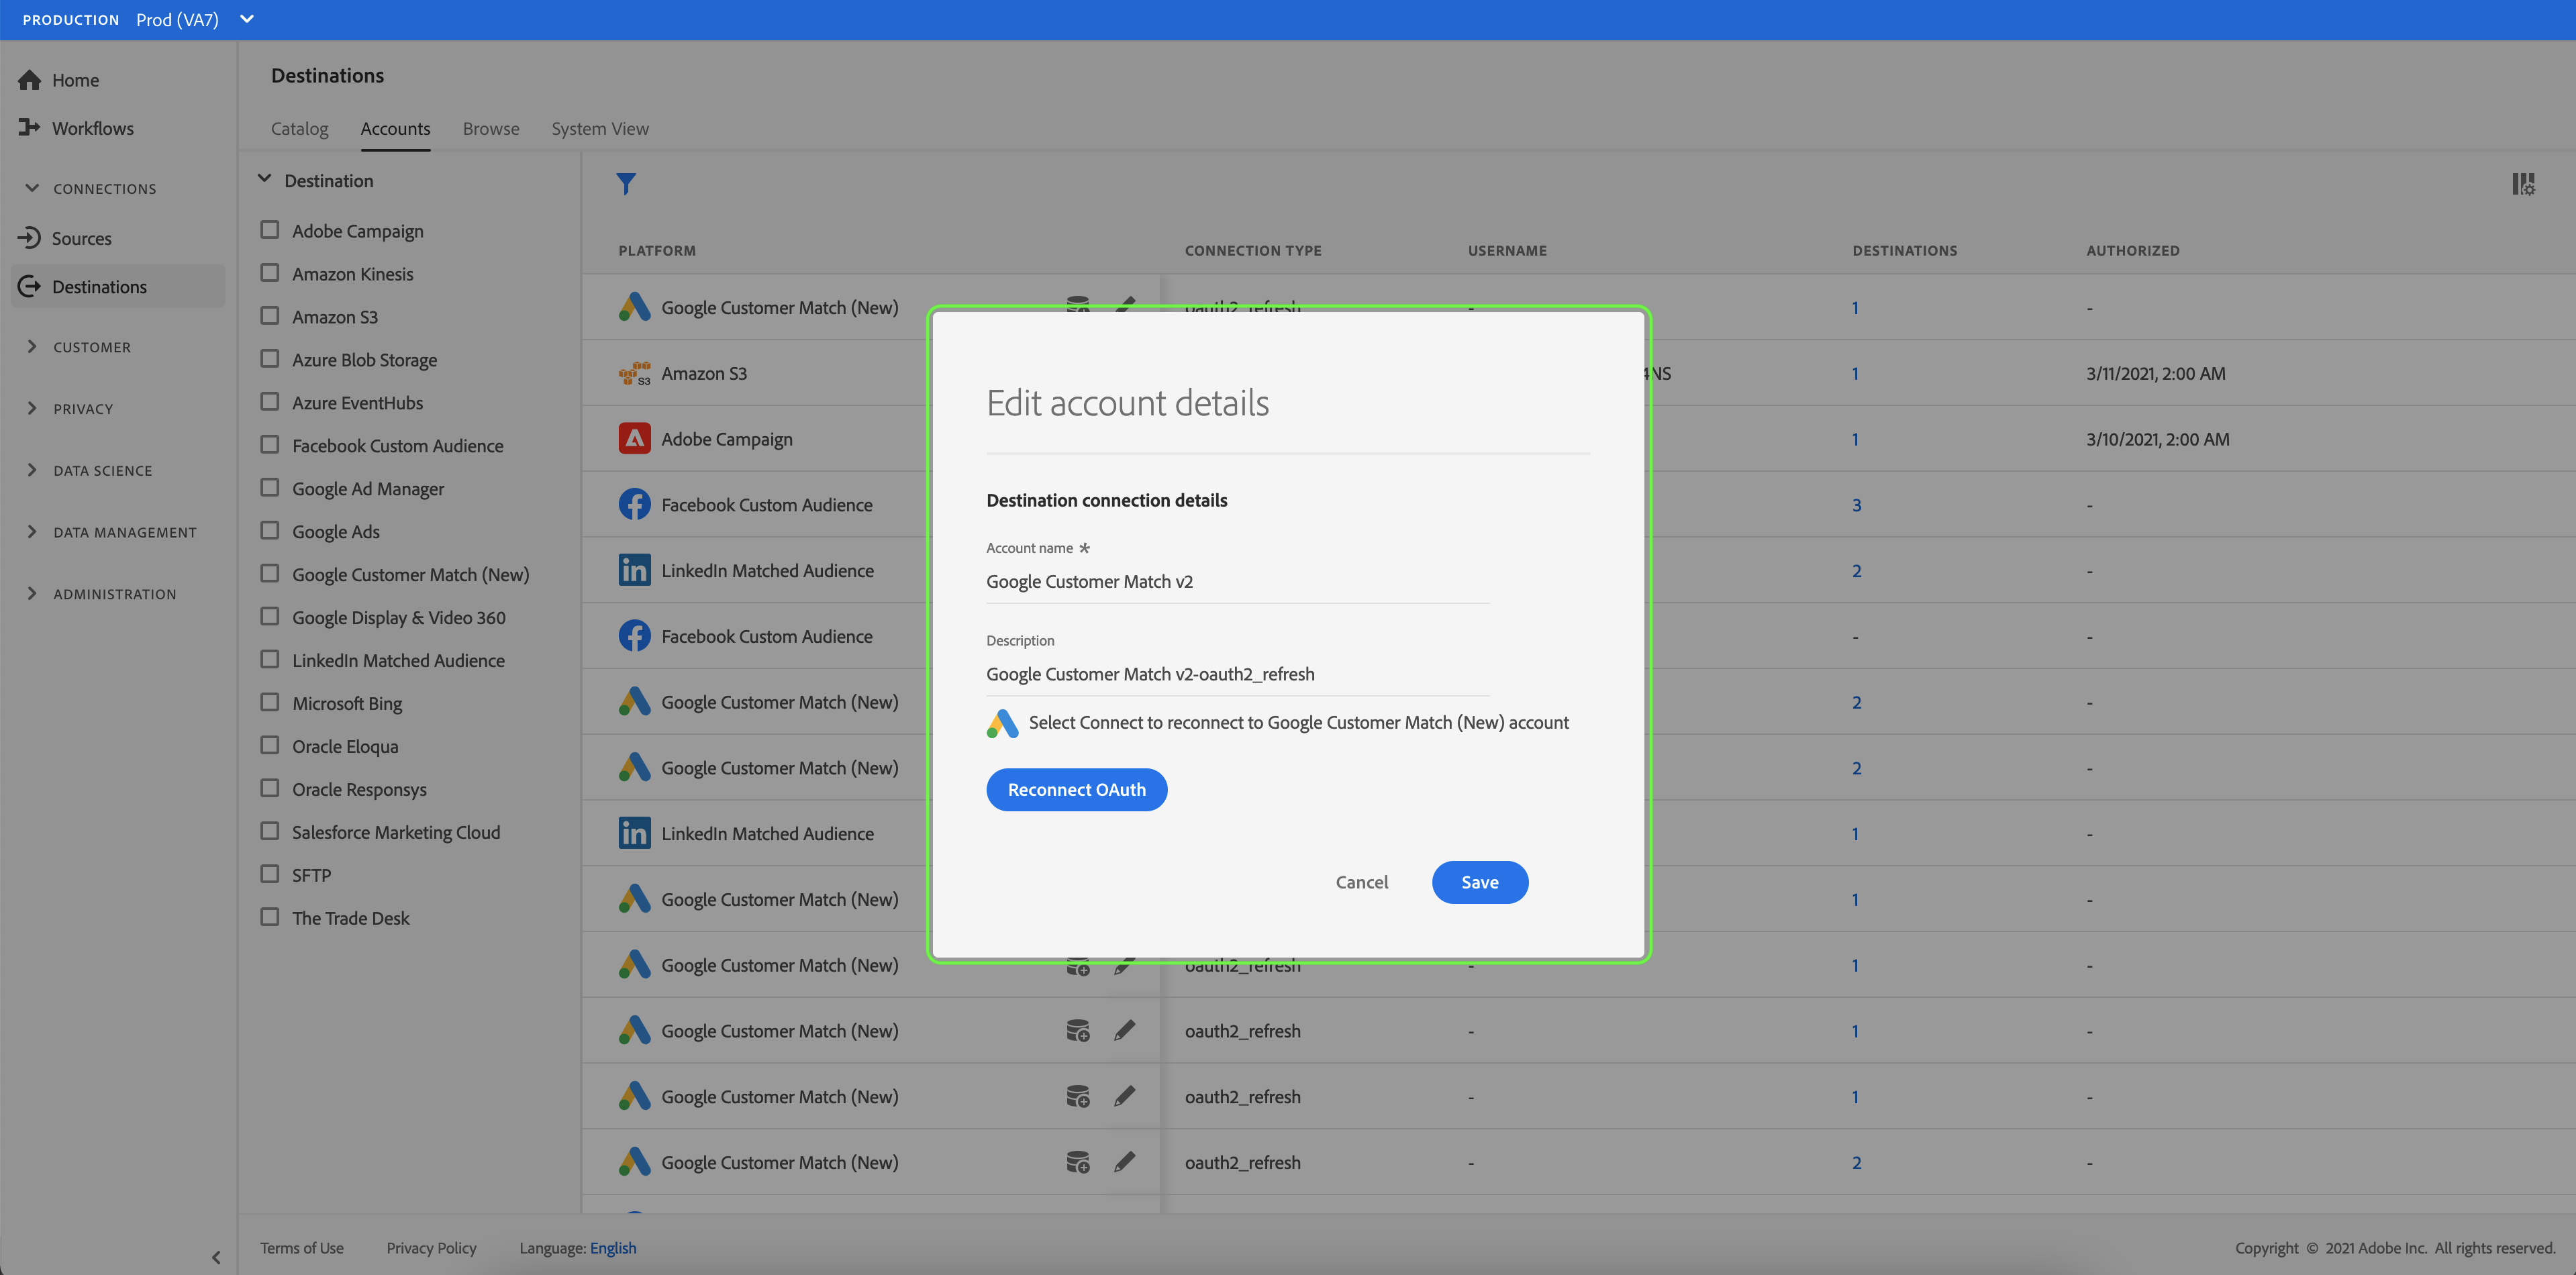 PRODUCTION Prod (VA7)
Home
Workflows
CONNECTIONS
Sources
Destinations
CUSTOMER
PRIVACY
DATA SCIENCE
DATA MANAGEMENT
ADMINISTRATION
Destinations
Catalog Accounts Browse System View
Destination
Adobe Campaign
Amazon Kinesis
Amazon S3
Azure Blob Storage
Azure EventHubs
Facebook Custom Audience
Google Ad Manager
Google Ads
Google Customer Match (New)
Google Display & Video 360
LinkedIn Matched Audience
Microsoft Bing
Oracle Eloqua
Oracle Responsys
Salesforce Marketing Cloud
SFTP
The Trade Desk
PLATFORM CONNECTION TYPE USERNAME DESTINATIONS AUTHORIZED
Google Customer Match (New) oauth2_refresh - 1 -
S3 Amazon S3 4NS 1 3/11/2021, 2:00 AM
Adobe Campaign 1 3/10/2021, 2:00 AM
Facebook Custom Audience 3 -
in LinkedIn Matched Audience 2 -
Facebook Custom Audience - -
Google Customer Match (New) 2 -
Google Customer Match (New) 2 -
in LinkedIn Matched Audience 1 -
Google Customer Match (New) 1 -
Google Customer Match (New) oauth2_refresh - 1 -
Google Customer Match (New) oauth2_refresh - 1 -
Google Customer Match (New) oauth2_refresh - 1 -
Google Customer Match (New) oauth2_refresh - 2 -
Edit account details
Destination connection details
Account name *
Google Customer Match v2
Description
Google Customer Match v2-oauth2_refresh
Select Connect to reconnect to Google Customer Match (New) account
Reconnect OAuth
Cancel Save
Terms of Use Privacy Policy Language: English Copyright © 2021 Adobe Inc. All rights reserved.